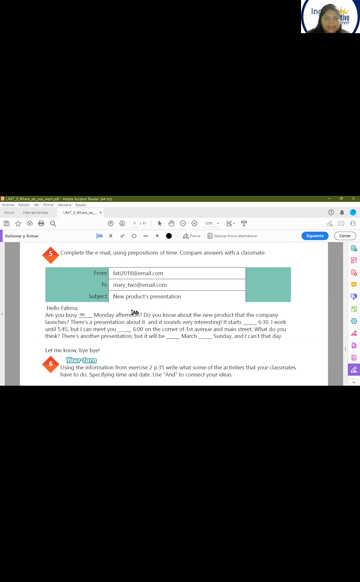 UNIT_3_Where_do_you_work.pdf - Adobe Acrobat Reader (64-bit)
Archivo Edición Ver Firmar Ventana Ayuda
Inicio Herramientas UNIT_3_Where_do_... ×
Rellenar y firmar Firmar Solicitar firmas electrónicas Siguiente Cerrar
5 Complete the e-mail, using prepositions of time. Compare answers with a classmate.
From: fati2018@email.com
To: mary_two@email.com
Subject: New product's presentation
Hello Fatima,
Are you busy on Monday afternoon? Do you know about the new product that the company
launches? There's a presentation about it and it sounds very interesting! It starts _____ 6:30. I work
until 5:45, but I can meet you _____ 6:00 on the corner of 1st avenue and main street. What do you
think? There's another presentation, but it will be _____ March _____ Sunday, and I can't that day.
Let me know, bye bye!
6 Your turn
Using the information from exercise 2 p.35 write what some of the activities that your classmates
have to do. Specifying time and date. Use "And" to connect your ideas.